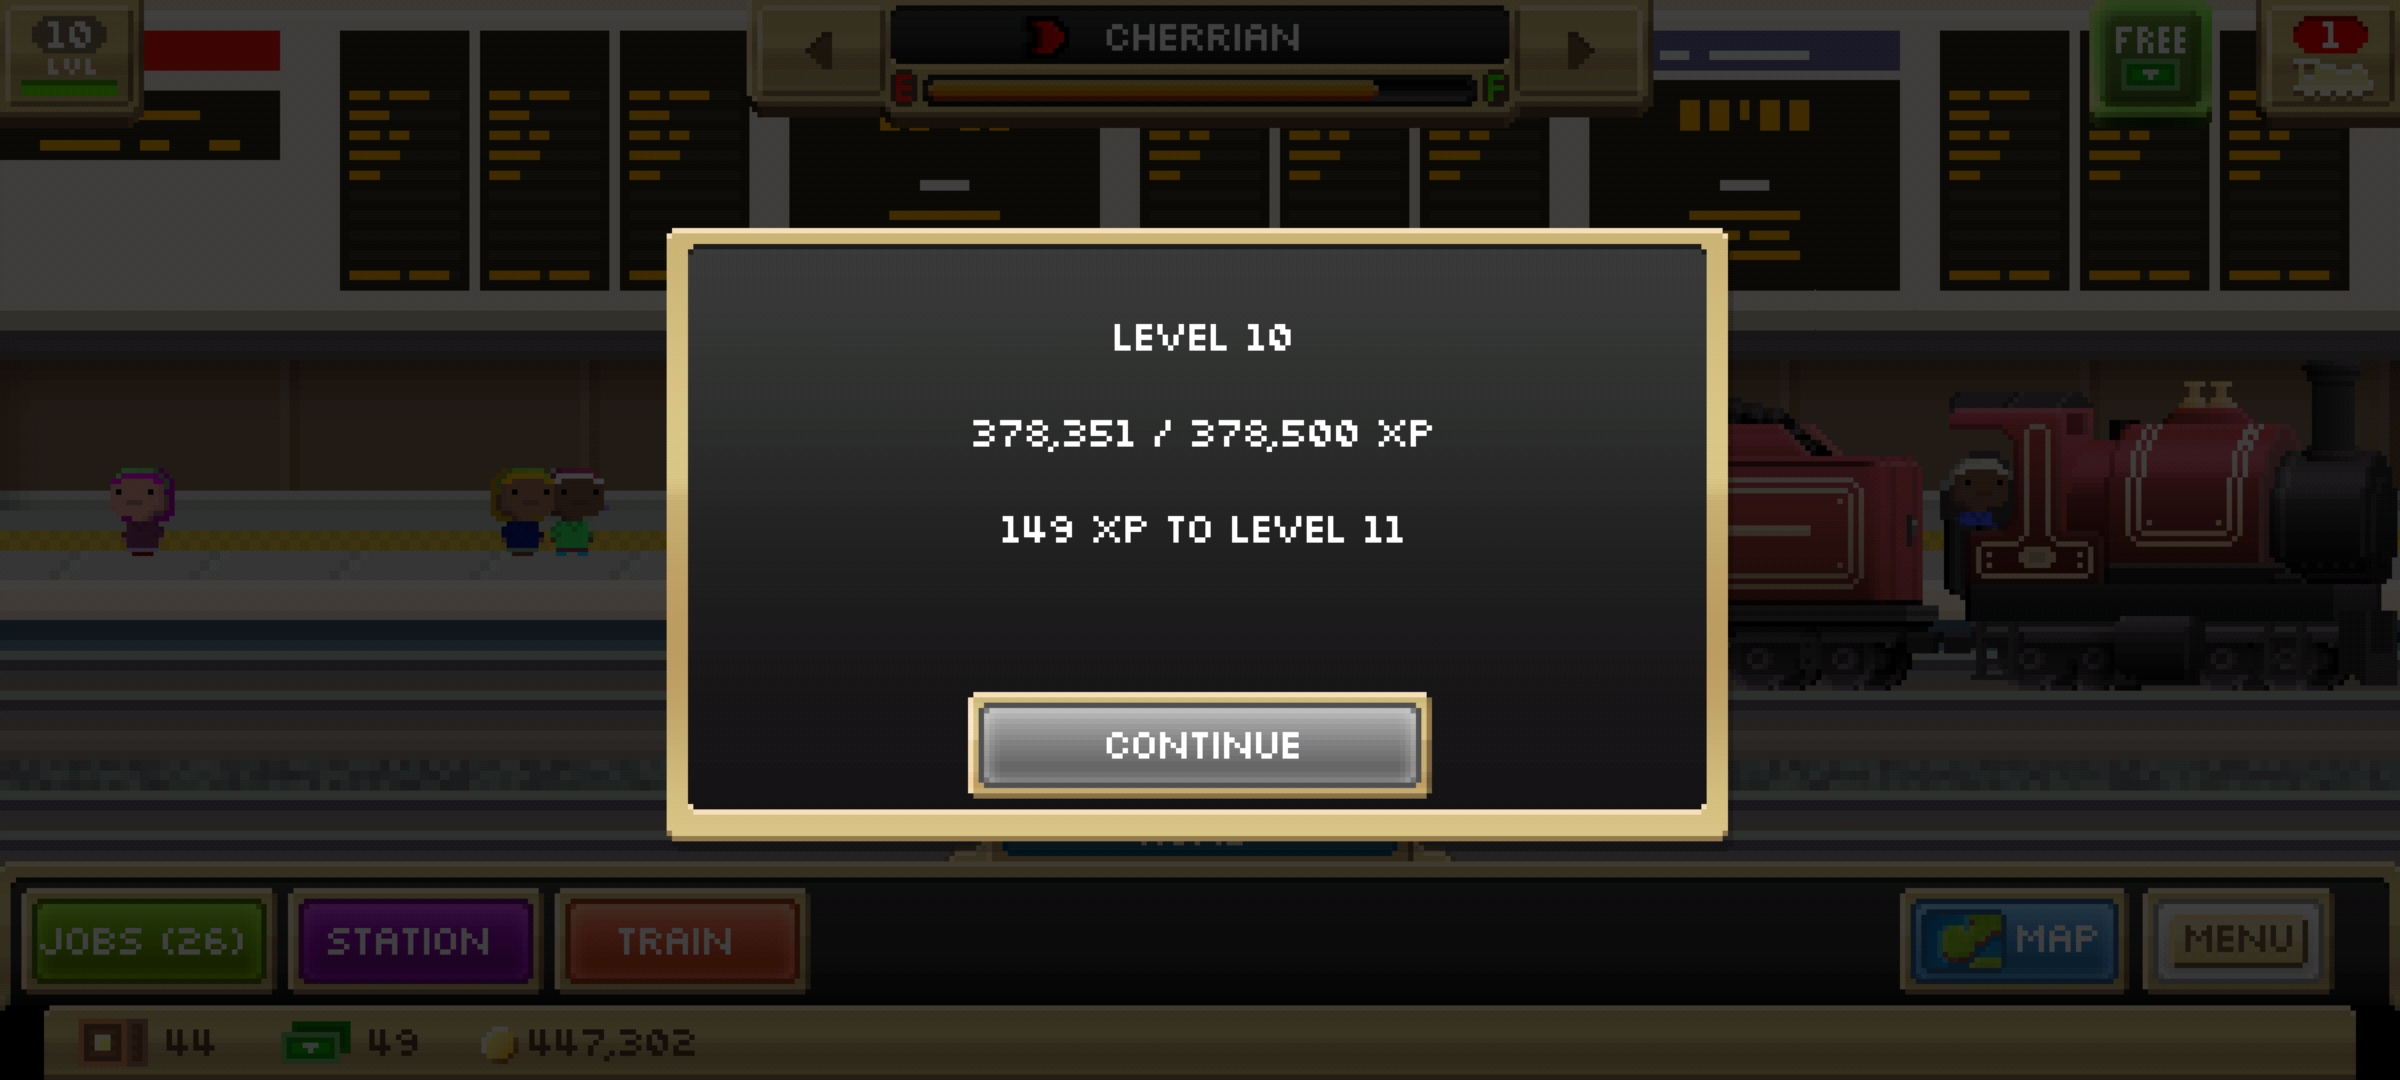 10
LVL
CHERRIAN
E
F
FREE
1
LEVEL 10
378,351 / 378,500 XP
149 XP TO LEVEL 11
CONTINUE
JOBS (26)
STATION
TRAIN
MAP
MENU
44
49
447,302